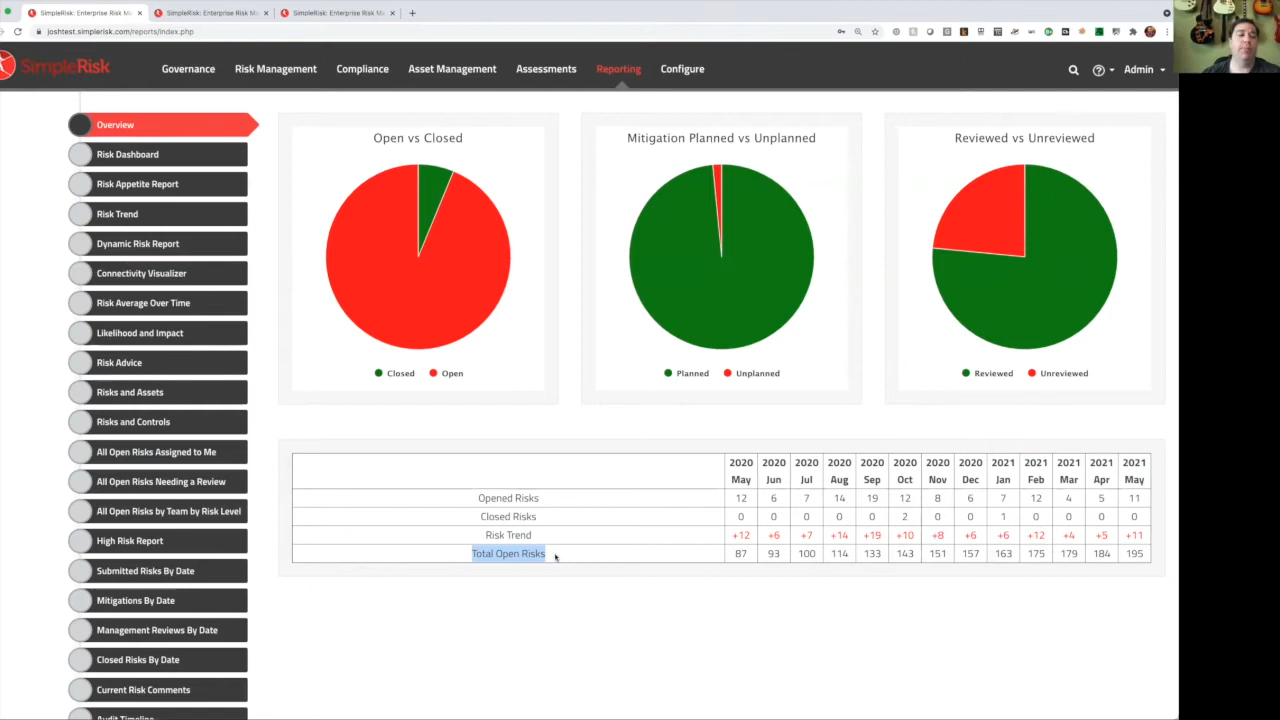 SimpleRisk: Enterprise Risk M
SimpleRisk: Enterprise Risk M
SimpleRisk: Enterprise Risk M
joshtest.simplerisk.com/reports/index.php
SimpleRisk
Governance
Risk Management
Compliance
Asset Management
Assessments
Reporting
Configure
Admin
Overview
Risk Dashboard
Risk Appetite Report
Risk Trend
Dynamic Risk Report
Connectivity Visualizer
Risk Average Over Time
Likelihood and Impact
Risk Advice
Risks and Assets
Risks and Controls
All Open Risks Assigned to Me
All Open Risks Needing a Review
All Open Risks by Team by Risk Level
High Risk Report
Submitted Risks By Date
Mitigations By Date
Management Reviews By Date
Closed Risks By Date
Current Risk Comments
Audit Timeline
Open vs Closed
Closed Open
Mitigation Planned vs Unplanned
Planned Unplanned
Reviewed vs Unreviewed
Reviewed Unreviewed
2020 2020 2020 2020 2020 2020 2020 2020 2021 2021 2021 2021 2021
May Jun Jul Aug Sep Oct Nov Dec Jan Feb Mar Apr May
Opened Risks 12 6 7 14 19 12 8 6 7 12 4 5 11
Closed Risks 0 0 0 0 0 2 0 0 1 0 0 0 0
Risk Trend +12 +6 +7 +14 +19 +10 +8 +6 +6 +12 +4 +5 +11
Total Open Risks 87 93 100 114 133 143 151 157 163 175 179 184 195